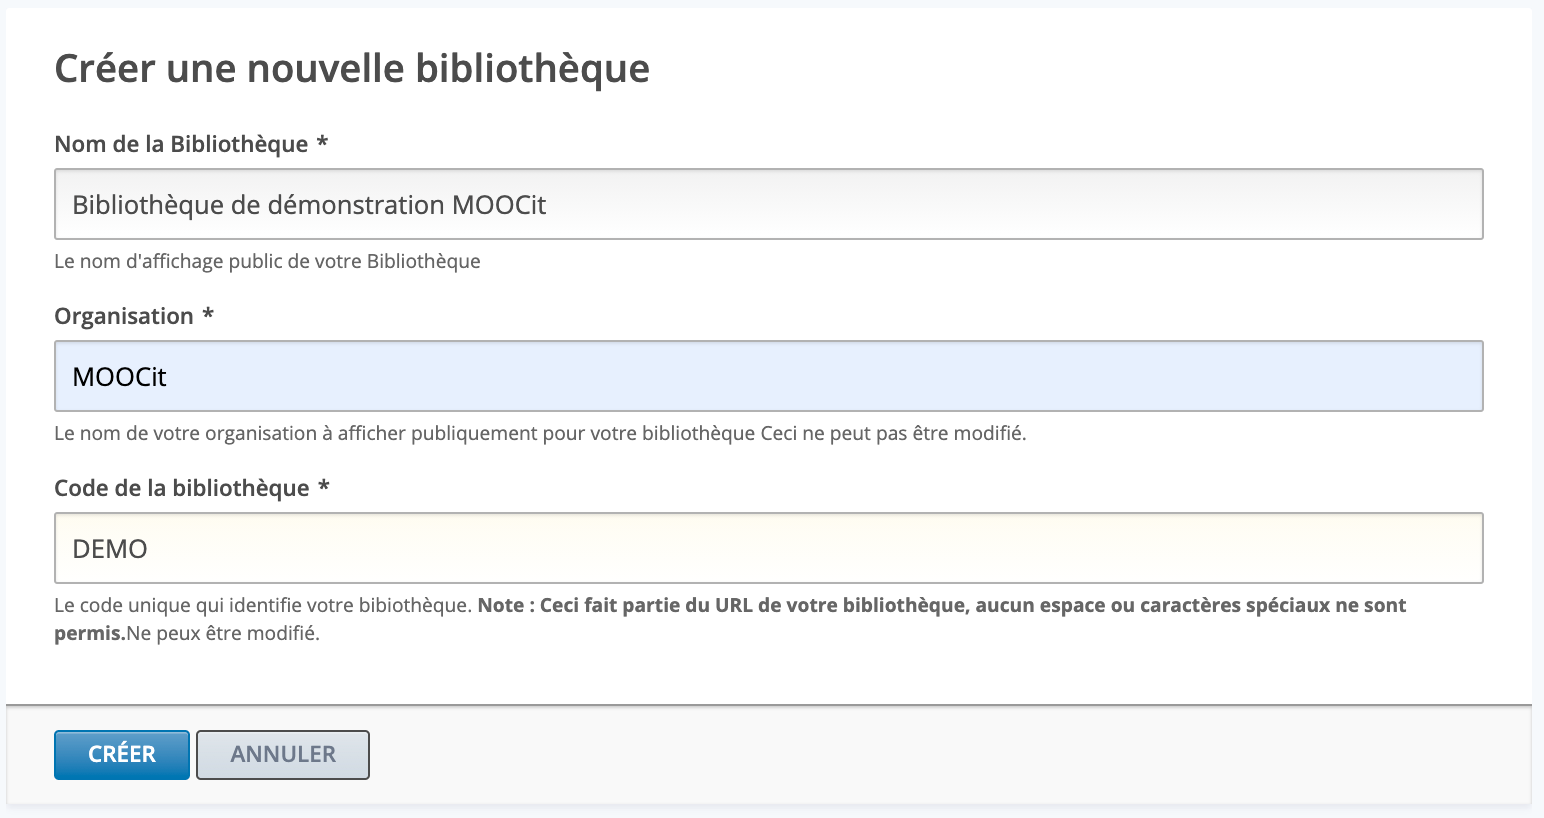 Créer une nouvelle bibliothèque
Nom de la Bibliothèque *
Bibliothèque de démonstration MOOCit
Le nom d'affichage public de votre Bibliothèque
Organisation *
MOOCit
Le nom de votre organisation à afficher publiquement pour votre bibliothèque Ceci ne peut pas être modifié.
Code de la bibliothèque *
DEMO
Le code unique qui identifie votre bibiothèque. Note : Ceci fait partie du URL de votre bibliothèque, aucun espace ou caractères spéciaux ne sont
permis.Ne peux être modifié.
CRÉER ANNULER